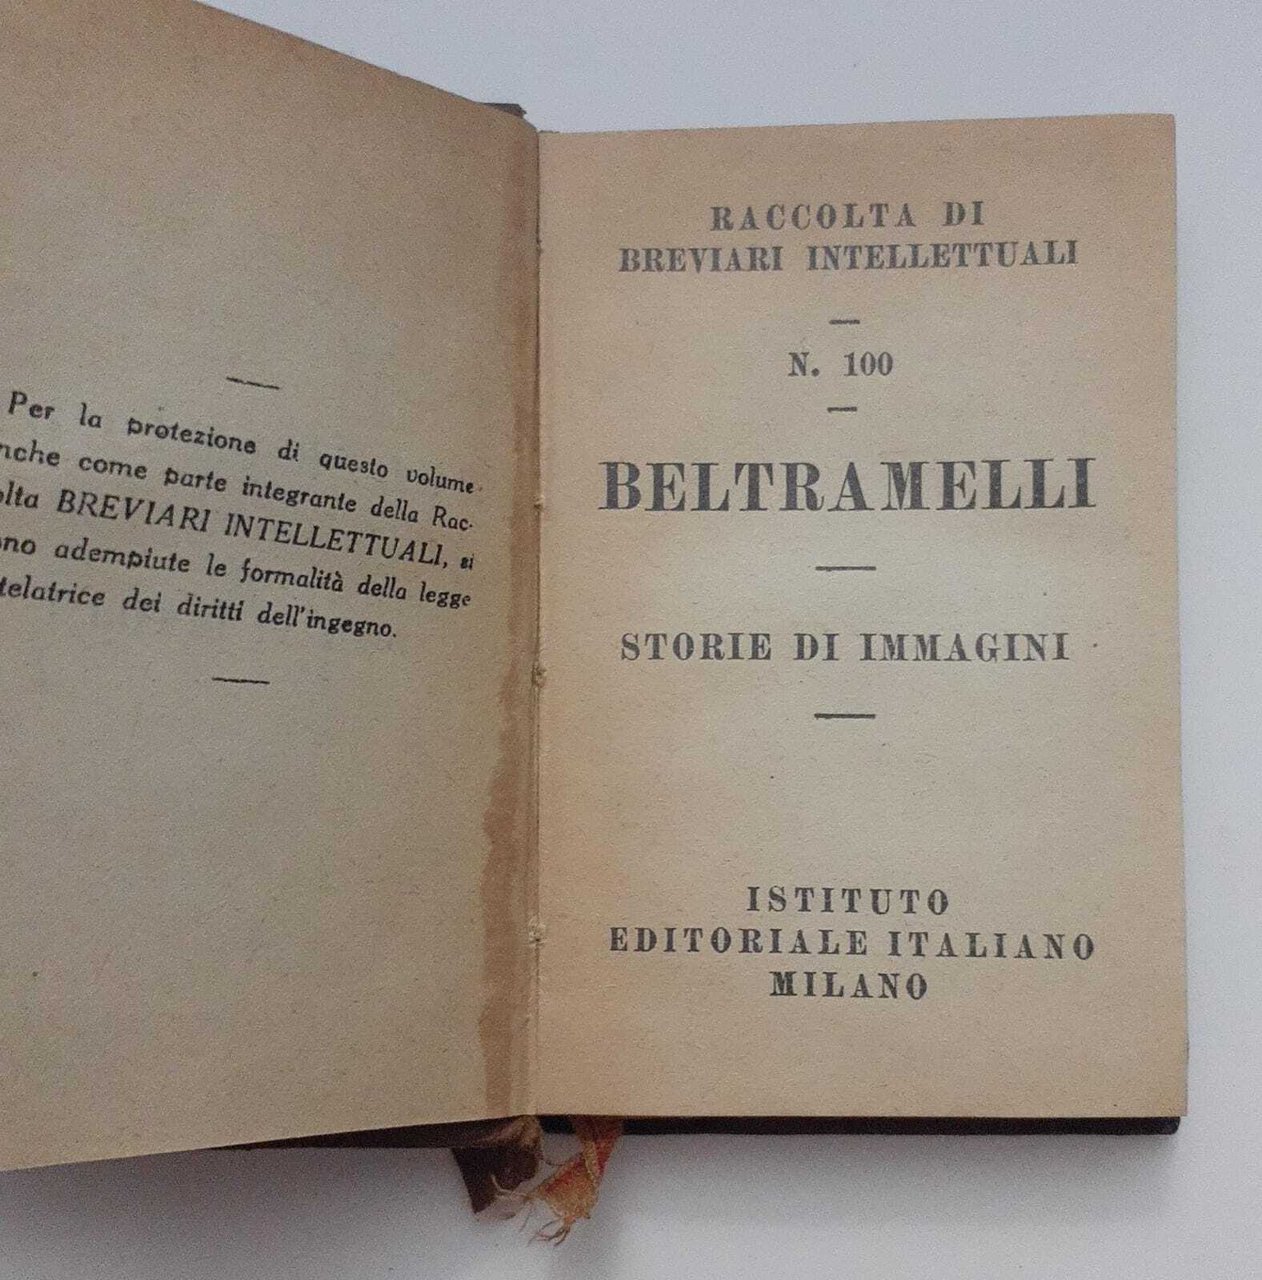 Per la protezione di questo volume
nche come parte integrante della Rac-
olta BREVIARI INTELLETTUALI, si
ono adempiute le formalità della legge
telatrice dei diritti dell'ingegno.
RACCOLTA DI
BREVIARI INTELLETTUALI
N. 100
BELTRAMELLI
STORIE DI IMMAGINI
ISTITUTO
EDITORIALE ITALIANO
MILANO